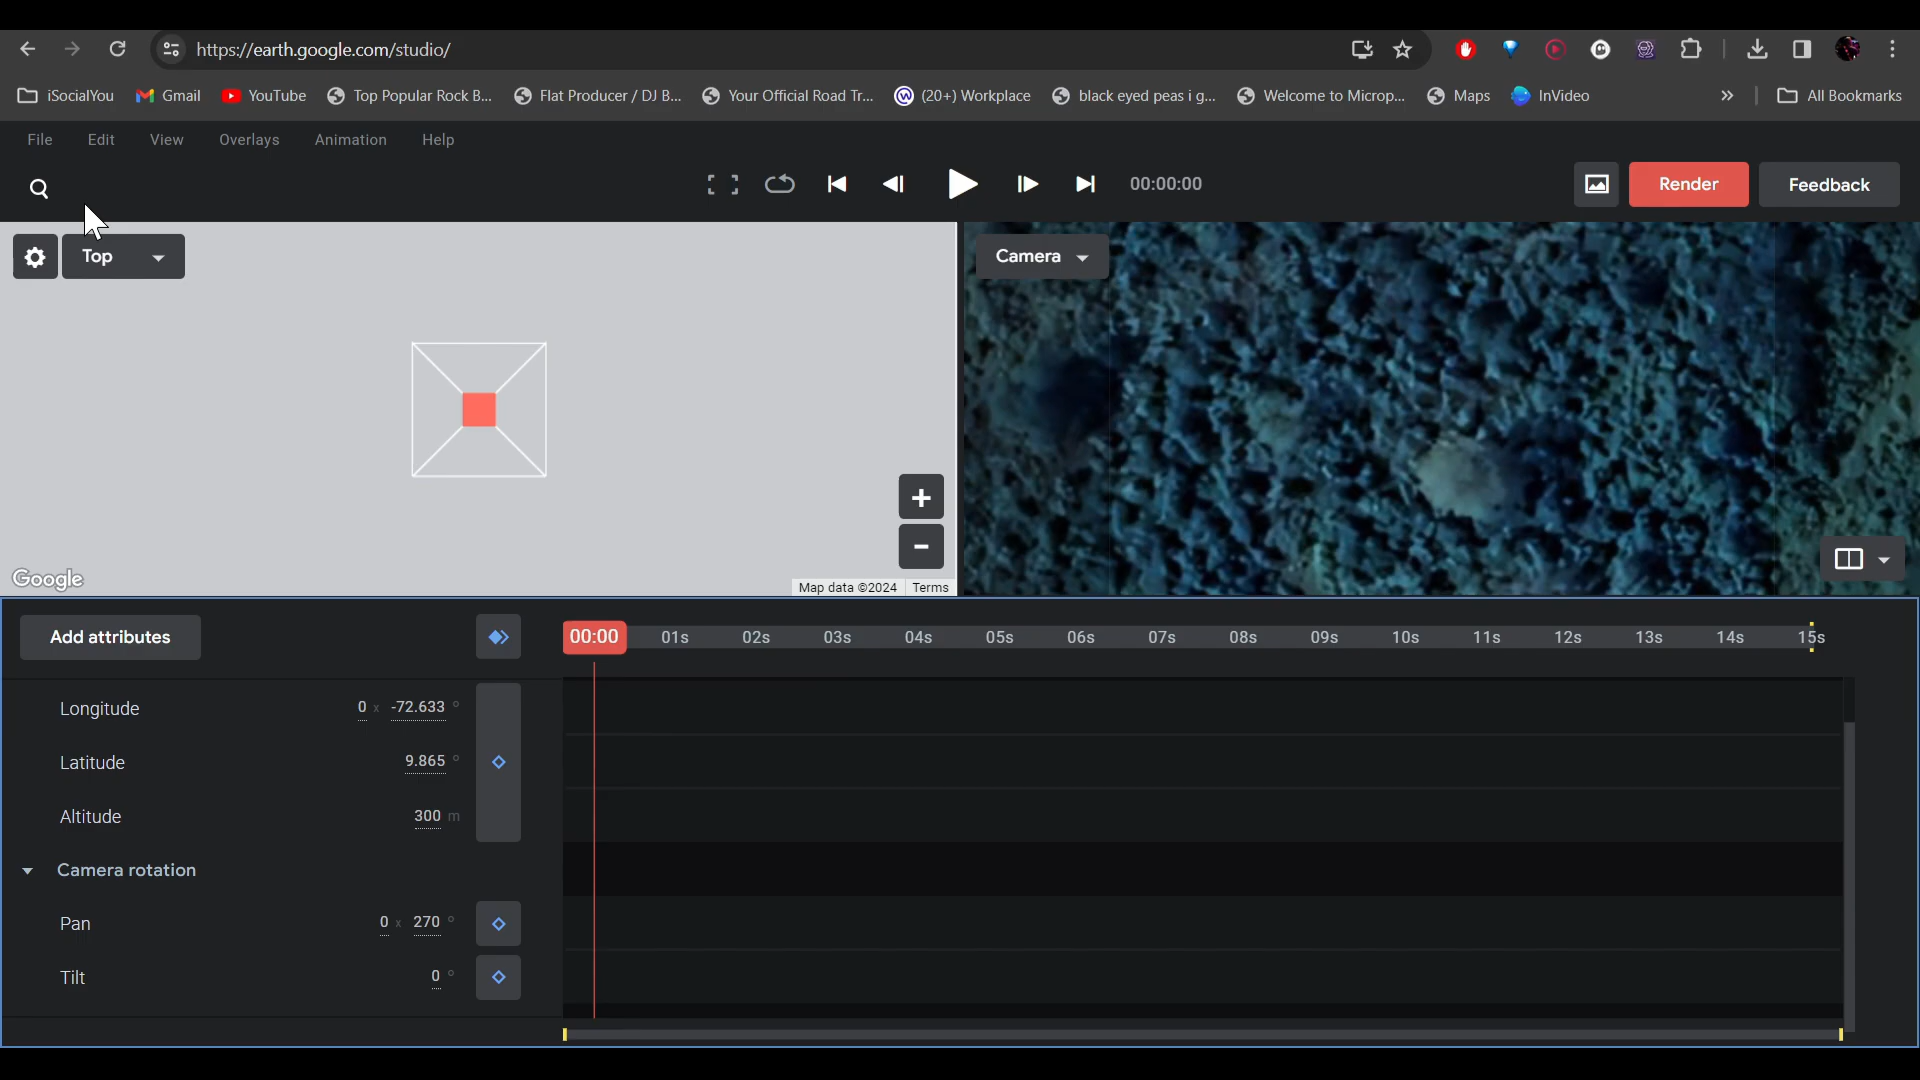 https://earth.google.com/studio/
iSocialYou Gmail YouTube Top Popular Rock B... Flat Producer / DJ B... Your Official Road Tr... (20+) Workplace black eyed peas i g... Welcome to Microp... Maps InVideo » All Bookmarks
File Edit View Overlays Animation Help
00:00:00 Render Feedback
Top Camera
+
−
Google Map data ©2024 Terms
Add attributes 00:00 01s 02s 03s 04s 05s 06s 07s 08s 09s 10s 11s 12s 13s 14s 15s
Longitude 0 x -72.633 °
Latitude 9.865 °
Altitude 300 m
Camera rotation
Pan 0 x 270 °
Tilt 0 °